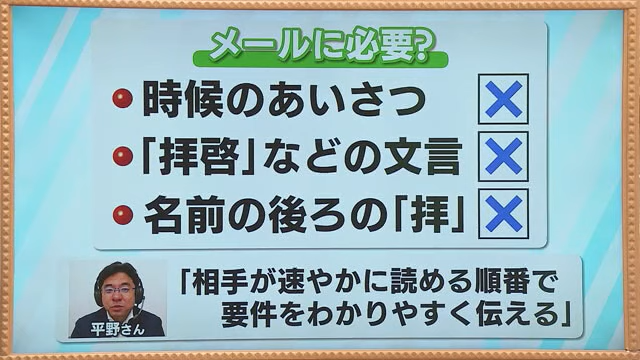 メールに必要?
時候のあいさつ ×
「拝啓」などの文言 ×
名前の後ろの「拝」 ×
「相手が速やかに読める順番で
要件をわかりやすく伝える」
平野さん